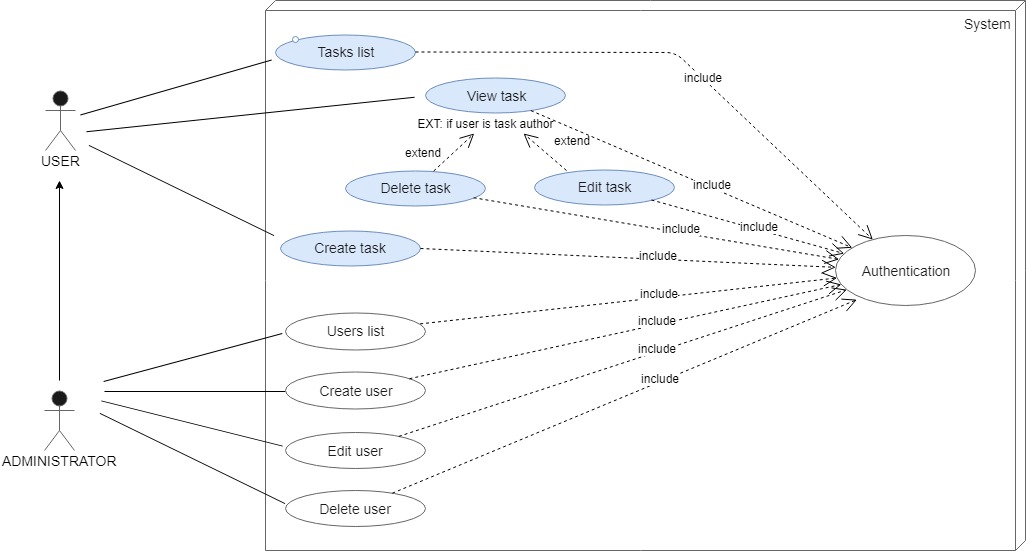 System
Tasks list
include
View task
EXT: if user is task author
extend
extend
USER
Delete task
Edit task
include
include
include
Create task
include
Authentication
include
Users list
include
include
Create user
include
Edit user
ADMINISTRATOR
Delete user